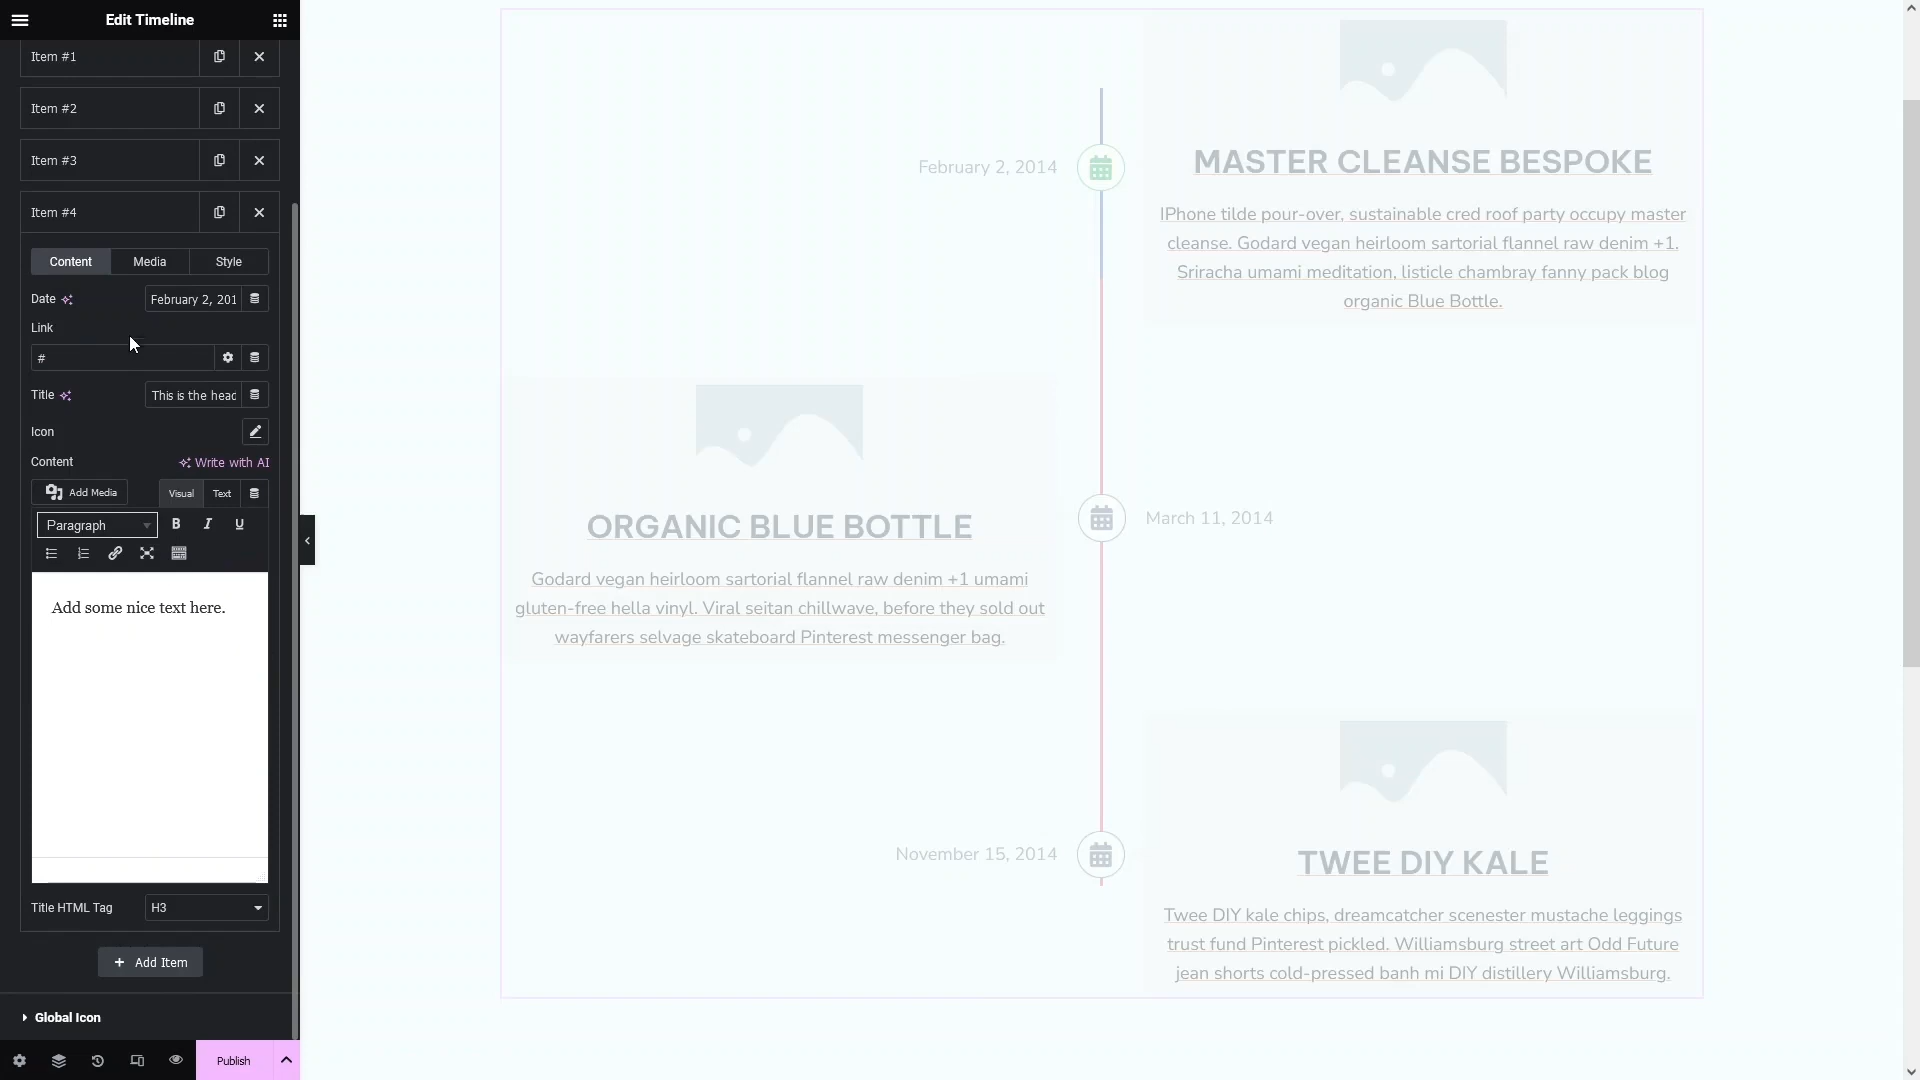 Edit Timeline
Item #1
Item #2
Item #3
Item #4
Content Media Style
Date February 2, 201
Link
#
Title This is the head
Icon
Content Write with AI
Add Media Visual Text
Paragraph B I U
Add some nice text here.
Title HTML Tag H3
+ Add Item
Global Icon
Publish
February 2, 2014
MASTER CLEANSE BESPOKE
IPhone tilde pour-over, sustainable cred roof party occupy master
cleanse. Godard vegan heirloom sartorial flannel raw denim +1.
Sriracha umami meditation, listicle chambray fanny pack blog
organic Blue Bottle.
ORGANIC BLUE BOTTLE
Godard vegan heirloom sartorial flannel raw denim +1 umami
gluten-free hella vinyl. Viral seitan chillwave, before they sold out
wayfarers selvage skateboard Pinterest messenger bag.
March 11, 2014
November 15, 2014
TWEE DIY KALE
Twee DIY kale chips, dreamcatcher scenester mustache leggings
trust fund Pinterest pickled. Williamsburg street art Odd Future
jean shorts cold-pressed banh mi DIY distillery Williamsburg.